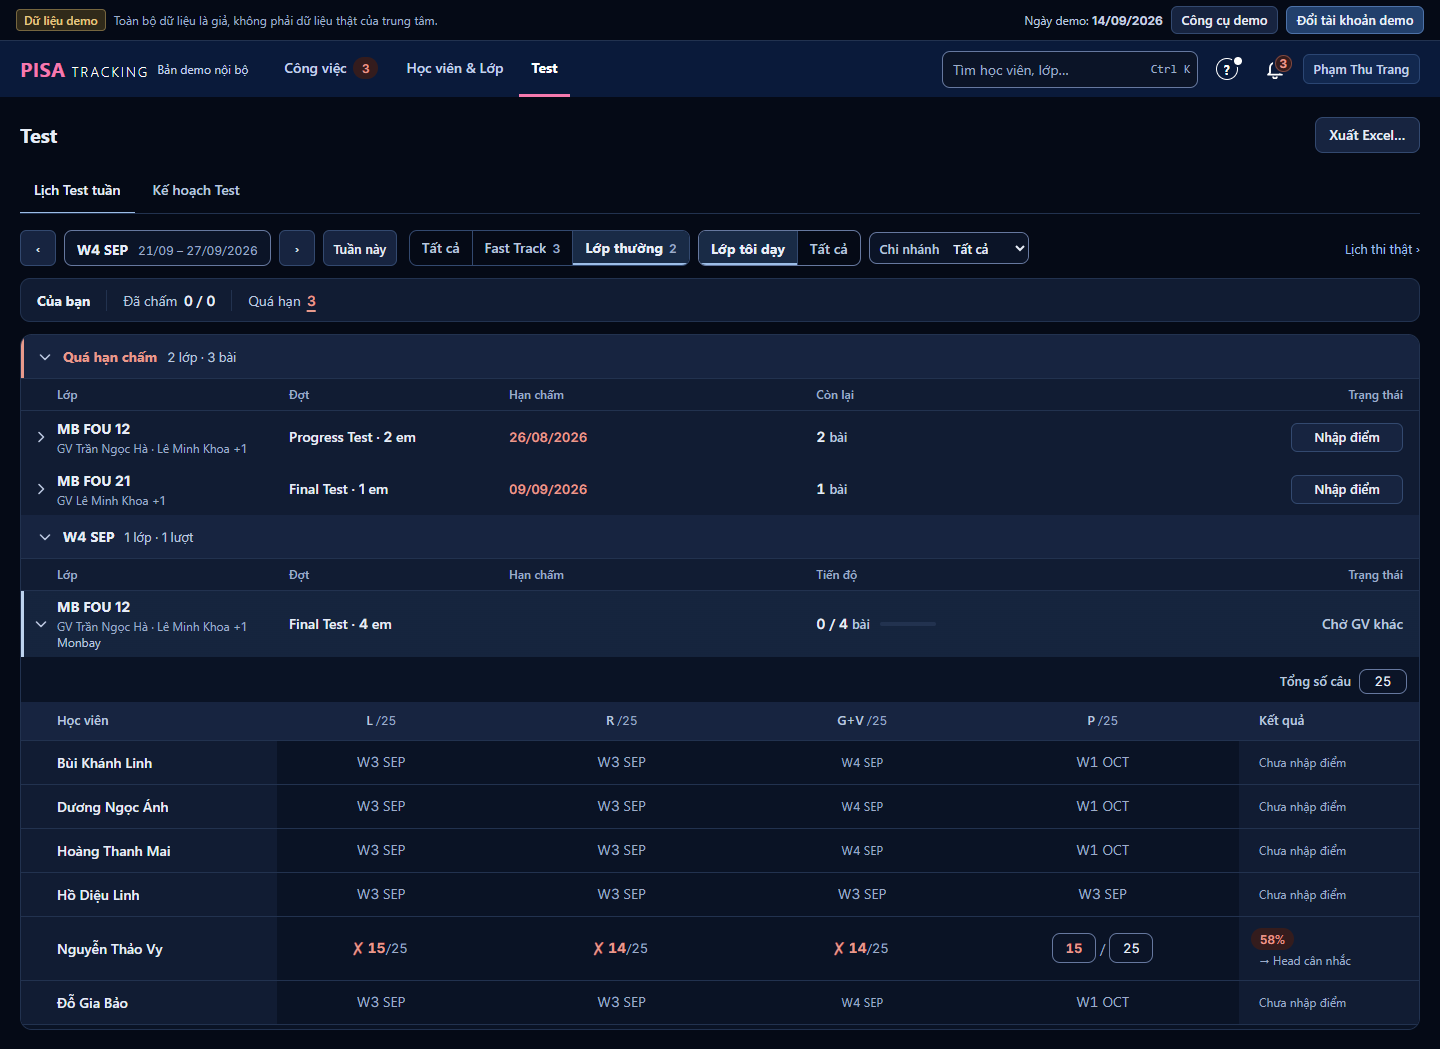 Dữ liệu demo Toàn bộ dữ liệu là giả, không phải dữ liệu thật của trung tâm. Ngày demo: 14/09/2026 Công cụ demo Đổi tài khoản demo
PISA TRACKING Bản demo nội bộ Công việc 3 Học viên & Lớp Test Tìm học viên, lớp... Ctrl K ? 3 Phạm Thu Trang
Test Xuất Excel...
Lịch Test tuần Kế hoạch Test
‹ W4 SEP 21/09 – 27/09/2026 › Tuần này Tất cả Fast Track 3 Lớp thường 2 Lớp tôi dạy Tất cả Chi nhánh Tất cả Lịch thi thật ›
Của bạn Đã chấm 0 / 0 Quá hạn 3
Quá hạn chấm 2 lớp · 3 bài
Lớp Đợt Hạn chấm Còn lại Trạng thái
MB FOU 12
GV Trần Ngọc Hà · Lê Minh Khoa +1
Progress Test · 2 em 26/08/2026 2 bài Nhập điểm
MB FOU 21
GV Lê Minh Khoa +1
Final Test · 1 em 09/09/2026 1 bài Nhập điểm
W4 SEP 1 lớp · 1 lượt
Lớp Đợt Hạn chấm Tiến độ Trạng thái
MB FOU 12
GV Trần Ngọc Hà · Lê Minh Khoa +1
Monbay
Final Test · 4 em 0 / 4 bài Chờ GV khác
Tổng số câu 25
Học viên L /25 R /25 G+V /25 P /25 Kết quả
Bùi Khánh Linh W3 SEP W3 SEP W4 SEP W1 OCT Chưa nhập điểm
Dương Ngọc Ánh W3 SEP W3 SEP W4 SEP W1 OCT Chưa nhập điểm
Hoàng Thanh Mai W3 SEP W3 SEP W4 SEP W1 OCT Chưa nhập điểm
Hồ Diệu Linh W3 SEP W3 SEP W3 SEP W3 SEP Chưa nhập điểm
Nguyễn Thảo Vy ✗ 15/25 ✗ 14/25 ✗ 14/25 15 / 25 58%
→ Head cân nhắc
Đỗ Gia Bảo W3 SEP W3 SEP W4 SEP W1 OCT Chưa nhập điểm